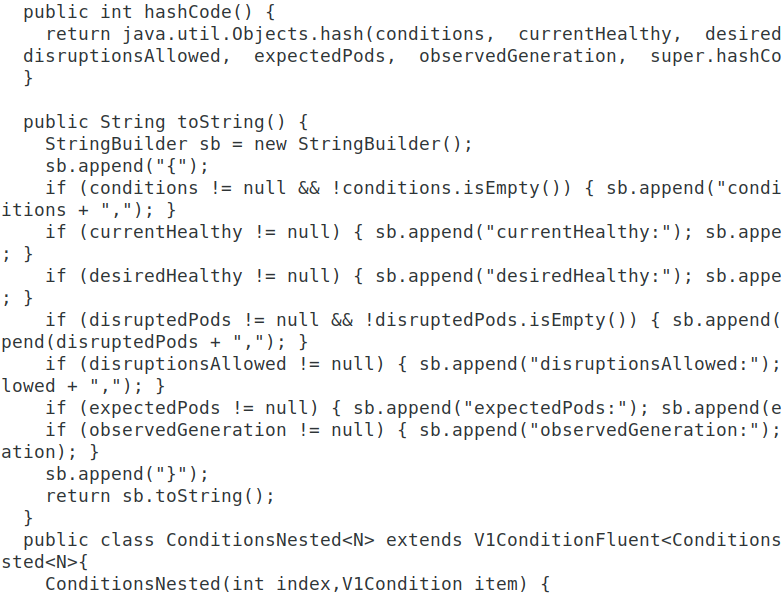 public int hashCode() {
return java.util.Objects.hash(conditions,  currentHealthy,  desired
disruptionsAllowed,  expectedPods,  observedGeneration,  super.hashCo
}
public String toString() {
StringBuilder sb = new StringBuilder();
sb.append("{");
if (conditions != null && !conditions.isEmpty()) { sb.append("condi
itions + ","); }
if (currentHealthy != null) { sb.append("currentHealthy:"); sb.appe
; }
if (desiredHealthy != null) { sb.append("desiredHealthy:"); sb.appe
; }
if (disruptedPods != null && !disruptedPods.isEmpty()) { sb.append(
pend(disruptedPods + ","); }
if (disruptionsAllowed != null) { sb.append("disruptionsAllowed:");
lowed + ","); }
if (expectedPods != null) { sb.append("expectedPods:"); sb.append(e
if (observedGeneration != null) { sb.append("observedGeneration:");
ation); }
sb.append("}");
return sb.toString();
}
public class ConditionsNested<N> extends V1ConditionFluent<Conditions
sted<N>{
ConditionsNested(int index,V1Condition item) {